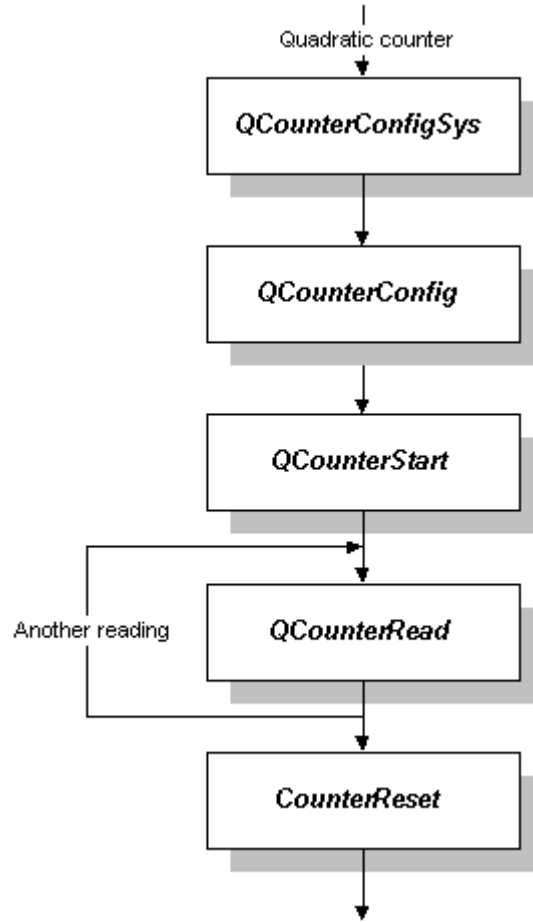 Quadratic counter
QCounterConfigSys
QCounterConfig
QCounterStart
Another reading
QCounterRead
CounterReset